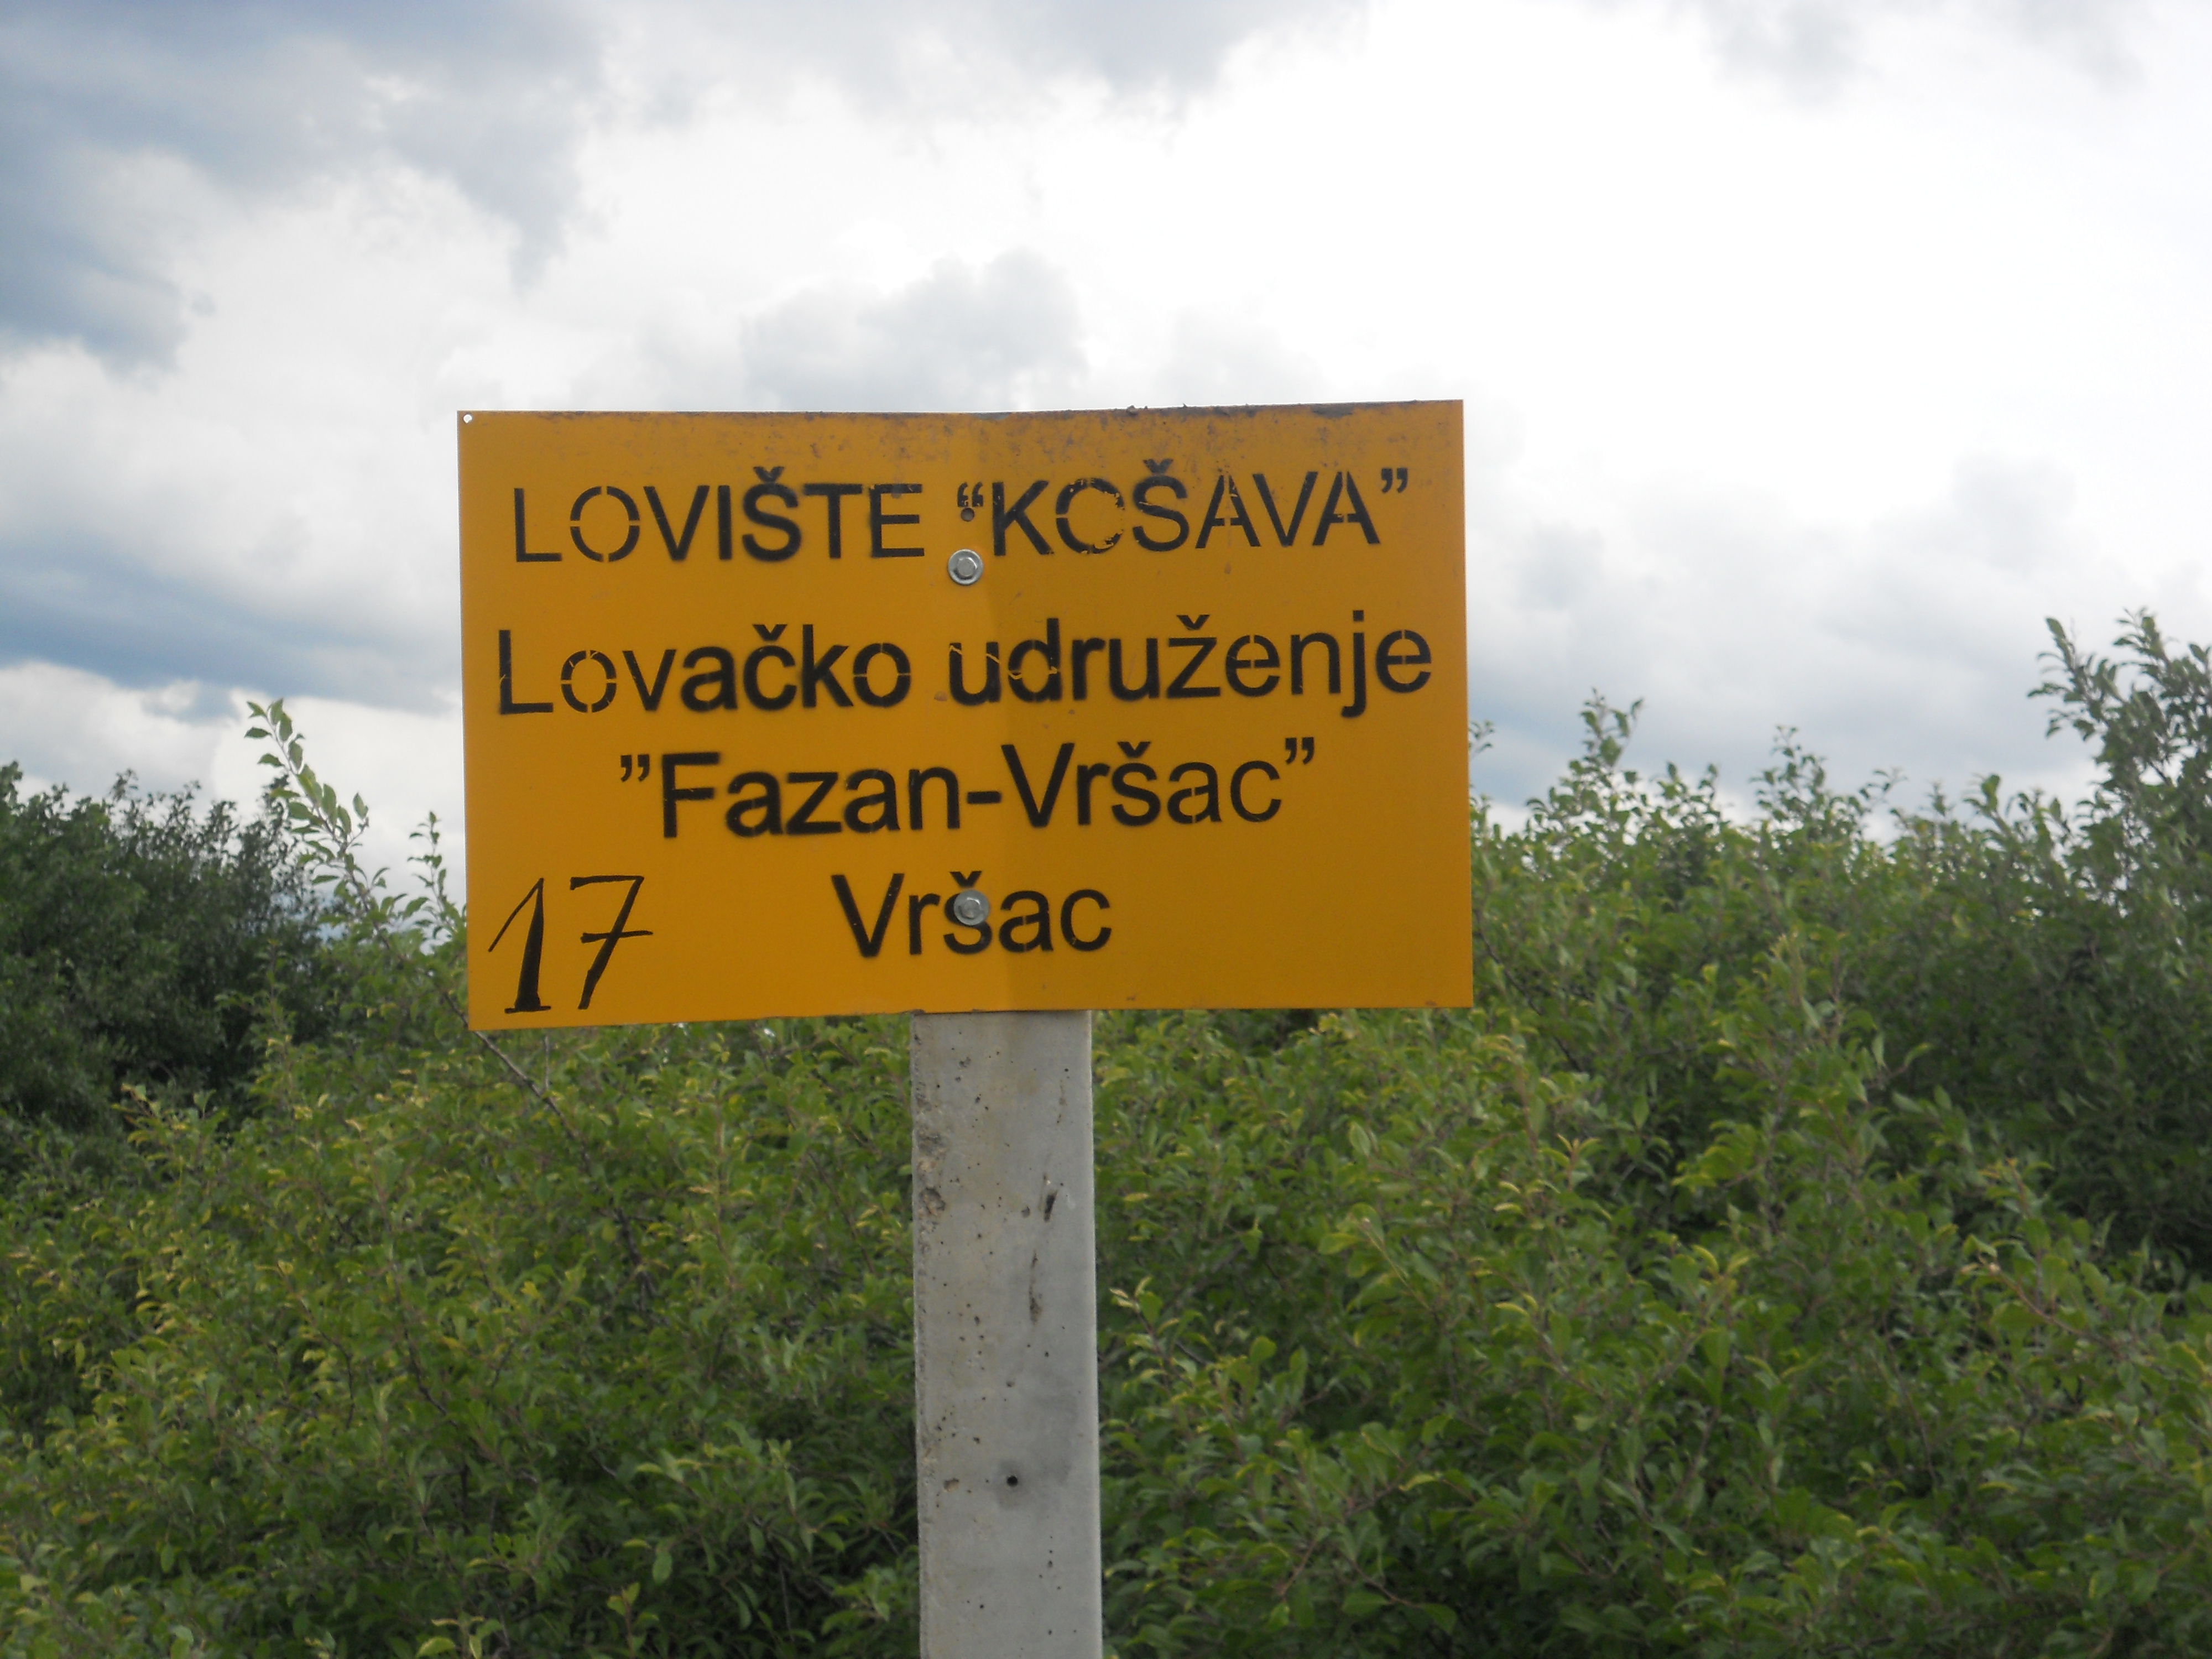 LOVIŠTE “KOŠAVA”
Lovačko udruženje
”Fazan-Vršac”
17 Vršac